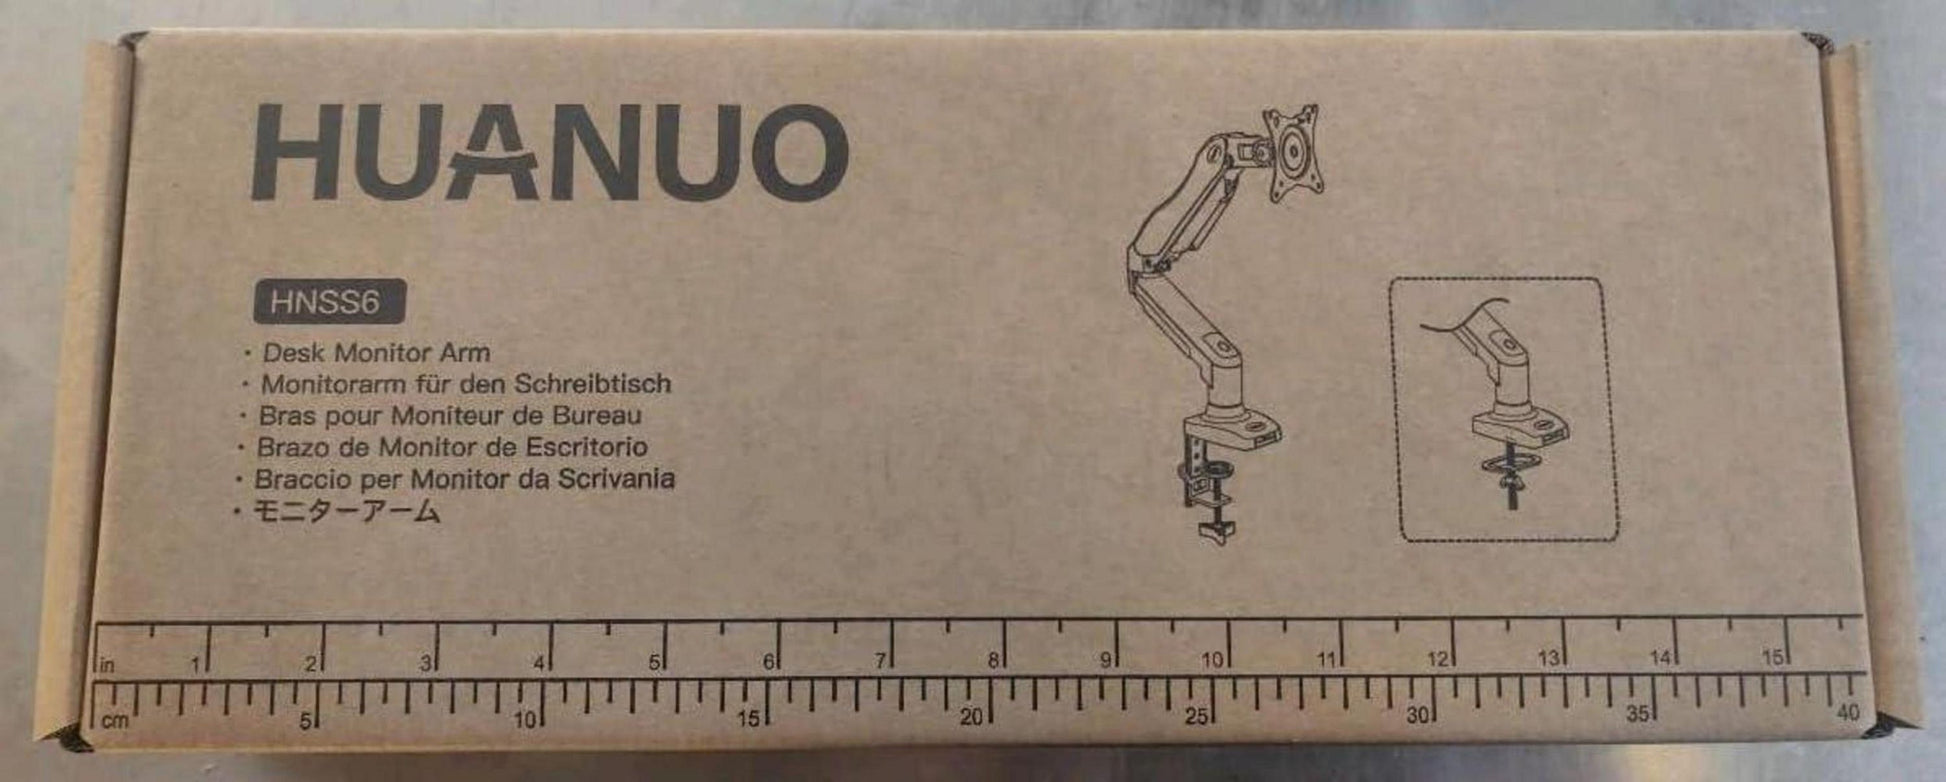 HUANUO
HNSS6
· Desk Monitor Arm
· Monitorarm für den Schreibtisch
· Bras pour Moniteur de Bureau
· Brazo de Monitor de Escritorio
· Braccio per Monitor da Scrivania
· モニターアーム
in 1 2 3 4 5 6 7 8 9 10 11 12 13 14 15
cm 5 10 15 20 25 30 35 40